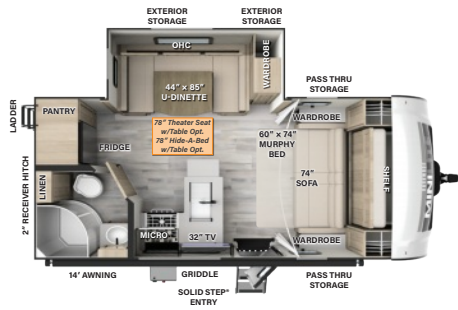 EXTERIOR
STORAGE
EXTERIOR
STORAGE
OHC
WARDROBE
44" × 85"
U-DINETTE
PASS THRU
STORAGE
LADDER
PANTRY
WARDROBE
78" Theater Seat
w/Table Opt.
78" Hide-A-Bed
w/Table Opt.
60" × 74"
MURPHY
BED
FRIDGE
74"
SOFA
SHELF
MINI
2" RECEIVER HITCH
LINEN
MICRO
32" TV
WARDROBE
14' AWNING
GRIDDLE
PASS THRU
STORAGE
SOLID STEP®
ENTRY